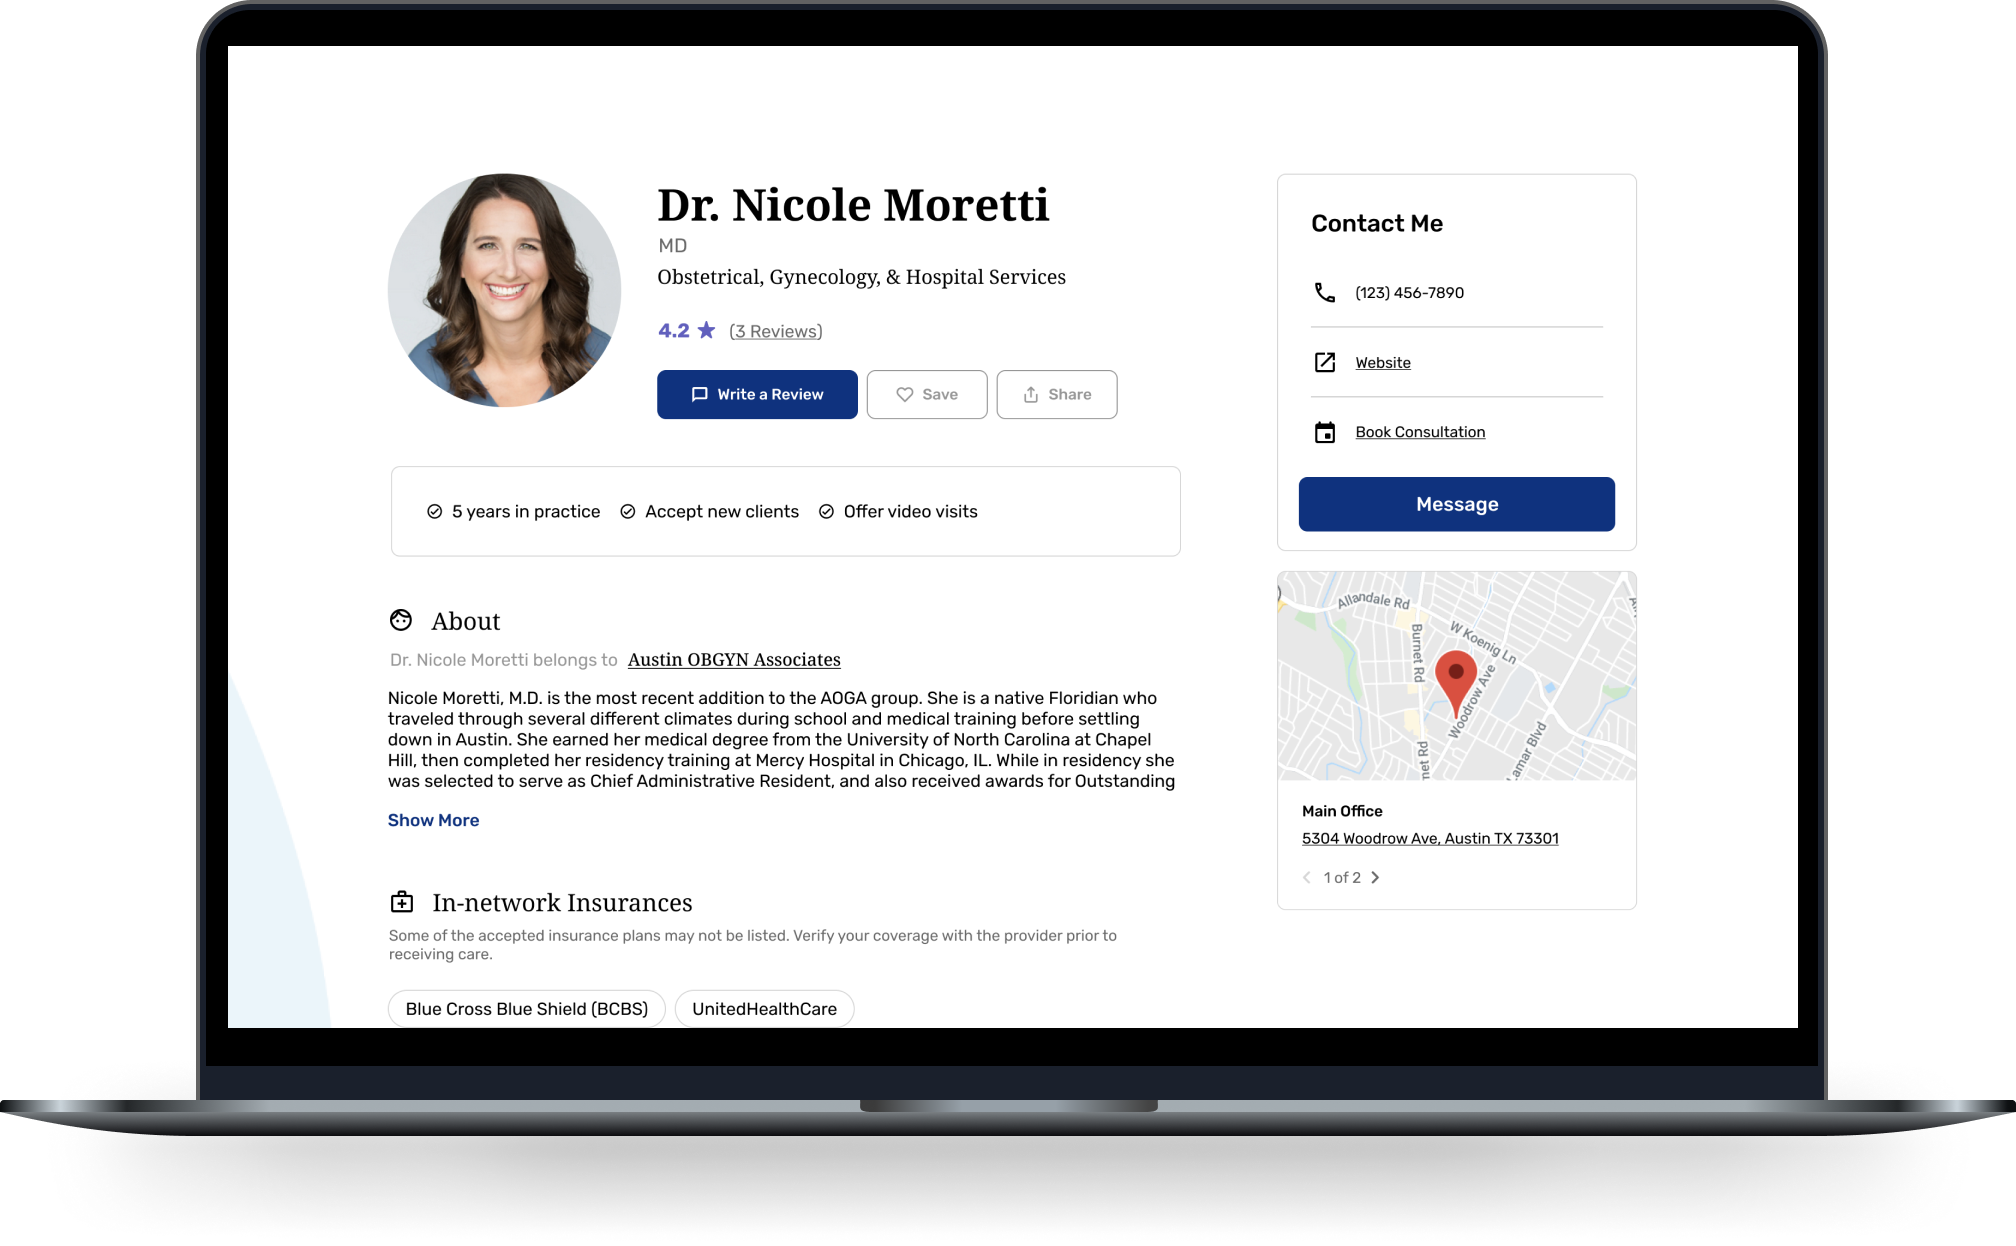 Dr. Nicole Moretti
MD
Obstetrical, Gynecology, & Hospital Services
4.2 ★ (3 Reviews)
Write a Review
Save
Share
5 years in practice
Accept new clients
Offer video visits
About
Dr. Nicole Moretti belongs to Austin OBGYN Associates
Nicole Moretti, M.D. is the most recent addition to the AOGA group. She is a native Floridian who
traveled through several different climates during school and medical training before settling
down in Austin. She earned her medical degree from the University of North Carolina at Chapel
Hill, then completed her residency training at Mercy Hospital in Chicago, IL. While in residency she
was selected to serve as Chief Administrative Resident, and also received awards for Outstanding
Show More
In-network Insurances
Some of the accepted insurance plans may not be listed. Verify your coverage with the provider prior to
receiving care.
Blue Cross Blue Shield (BCBS)
UnitedHealthCare
Contact Me
(123) 456-7890
Website
Book Consultation
Message
Allandale Rd
Burnet Rd
W Koenig Ln
Woodrow Ave
Lamar Blvd
net Rd
Main Office
5304 Woodrow Ave, Austin TX 73301
1 of 2